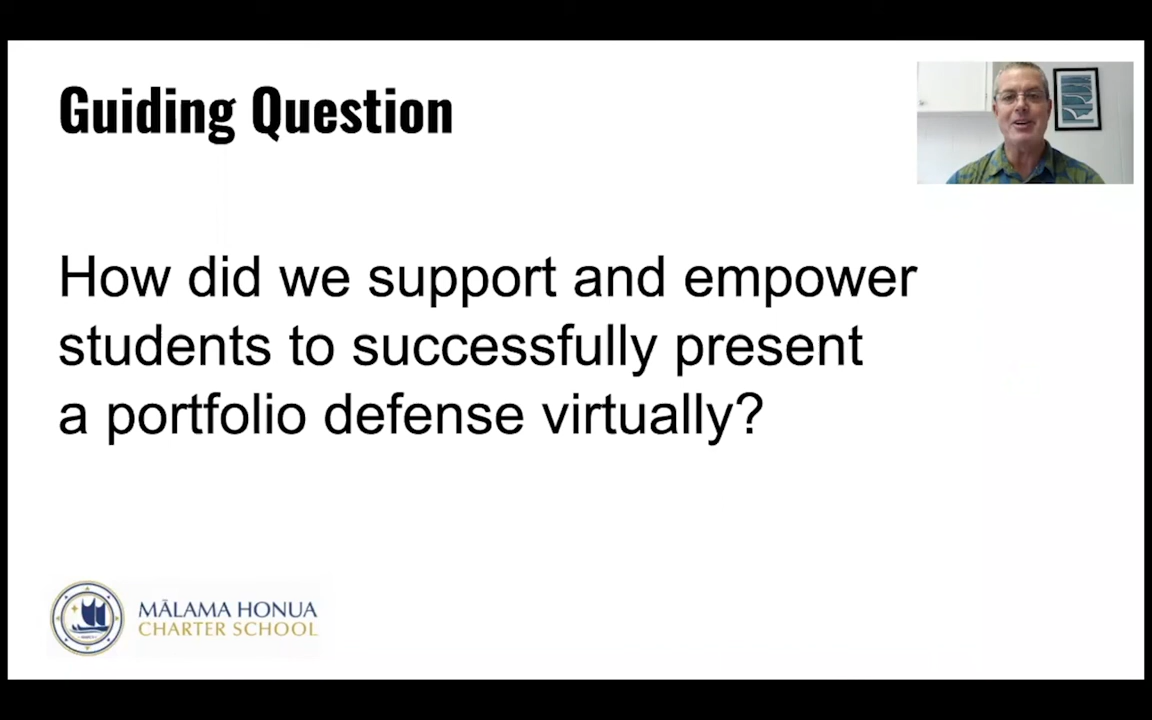 Guiding Question
How did we support and empower
students to successfully present
a portfolio defense virtually?
MĀLAMA HONUA
CHARTER SCHOOL